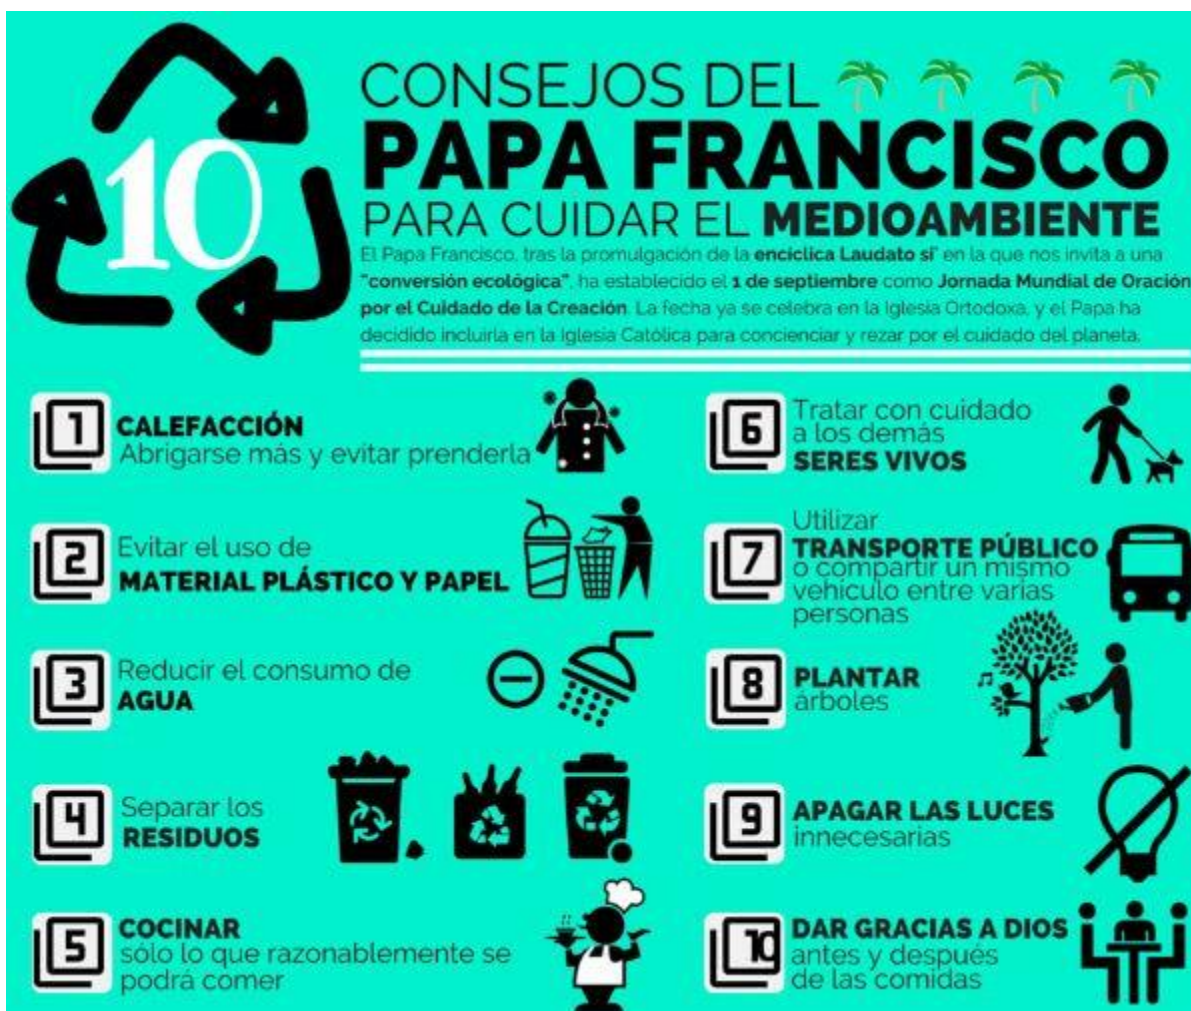 10
CONSEJOS DEL
PAPA FRANCISCO
PARA CUIDAR EL MEDIOAMBIENTE
El Papa Francisco, tras la promulgación de la encíclica Laudato si' en la que nos invita a una
"conversión ecológica", ha establecido el 1 de septiembre como Jornada Mundial de Oración
por el Cuidado de la Creación. La fecha ya se celebra en la Iglesia Ortodoxa, y el Papa ha
decidido incluirla en la Iglesia Católica para concienciar y rezar por el cuidado del planeta.
1
CALEFACCIÓN
Abrigarse más y evitar prenderla
2
Evitar el uso de
MATERIAL PLÁSTICO Y PAPEL
3
Reducir el consumo de
AGUA
4
Separar los
RESIDUOS
5
COCINAR
sólo lo que razonablemente se
podrá comer
6
Tratar con cuidado
a los demás
SERES VIVOS
7
Utilizar
TRANSPORTE PÚBLICO
o compartir un mismo
vehículo entre varias
personas
8
PLANTAR
árboles
9
APAGAR LAS LUCES
innecesarias
10
DAR GRACIAS A DIOS
antes y después
de las comidas